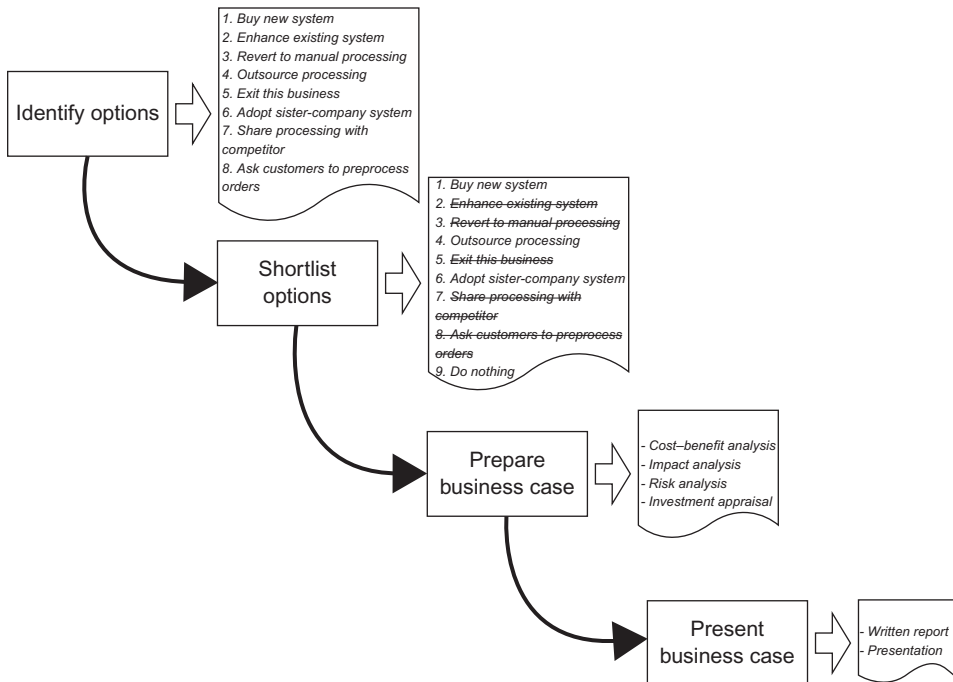 1. Buy new system
2. Enhance existing system
3. Revert to manual processing
4. Outsource processing
5. Exit this business
6. Adopt sister-company system
7. Share processing with
competitor
8. Ask customers to preprocess
orders
Identify options
1. Buy new system
2. Enhance existing system
3. Revert to manual processing
4. Outsource processing
5. Exit this business
6. Adopt sister-company system
7. Share processing with
competitor
8. Ask customers to preprocess
orders
9. Do nothing
Shortlist
options
- Cost–benefit analysis
- Impact analysis
- Risk analysis
- Investment appraisal
Prepare
business case
- Written report
- Presentation
Present
business case